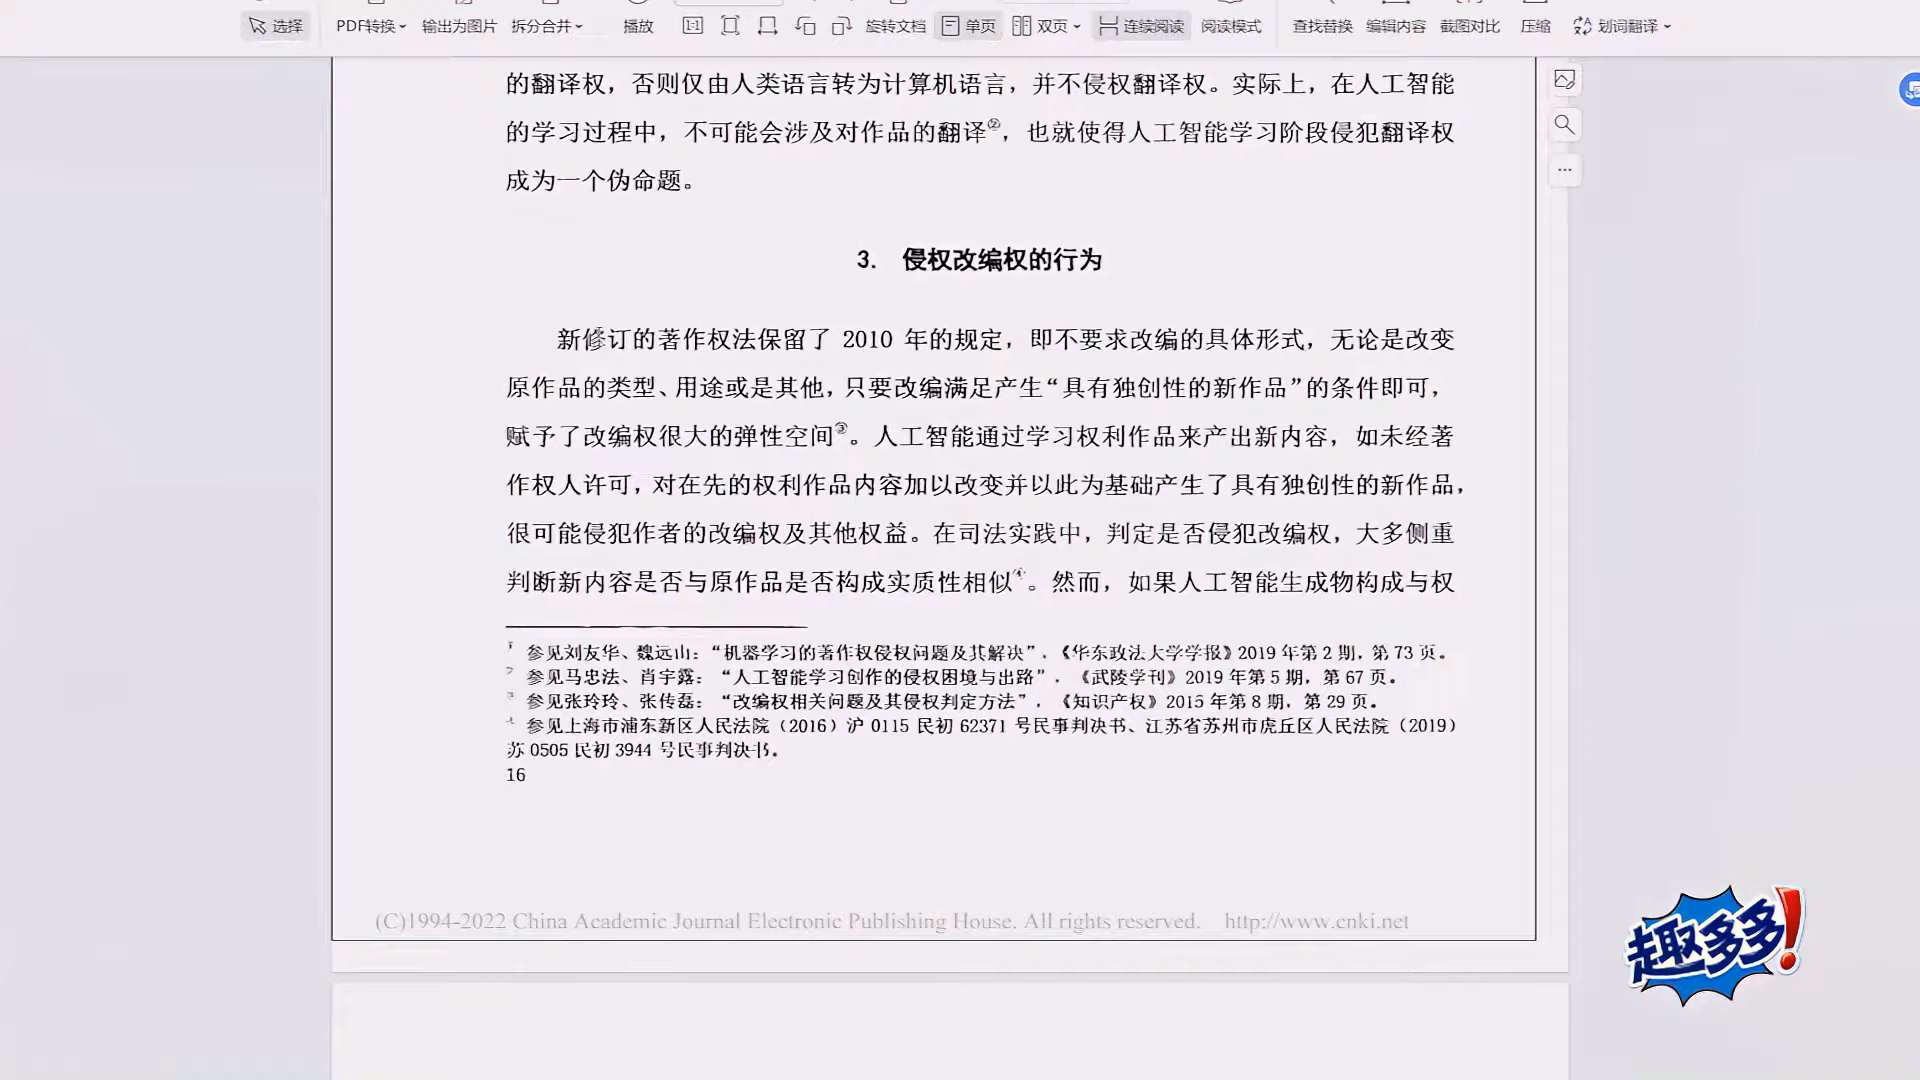 选择 PDF转换 输出为图片 拆分合并 播放 1:1 旋转文档 单页 双页 连续阅读 阅读模式 查找替换 编辑内容 截图对比 压缩 划词翻译
的翻译权，否则仅由人类语言转为计算机语言，并不侵权翻译权。实际上，在人工智能
的学习过程中，不可能会涉及对作品的翻译②，也就使得人工智能学习阶段侵犯翻译权
成为一个伪命题。
3. 侵权改编权的行为
新修订的著作权法保留了 2010 年的规定，即不要求改编的具体形式，无论是改变
原作品的类型、用途或是其他，只要改编满足产生“具有独创性的新作品”的条件即可，
赋予了改编权很大的弹性空间③。人工智能通过学习权利作品来产出新内容，如未经著
作权人许可，对在先的权利作品内容加以改变并以此为基础产生了具有独创性的新作品，
很可能侵犯作者的改编权及其他权益。在司法实践中，判定是否侵犯改编权，大多侧重
判断新内容是否与原作品是否构成实质性相似④。然而，如果人工智能生成物构成与权
参见刘友华、魏远山：“机器学习的著作权侵权问题及其解决”，《华东政法大学学报》2019 年第 2 期，第 73 页。
参见马忠法、肖宇露：“人工智能学习创作的侵权困境与出路”，《武陵学刊》2019 年第 5 期，第 67 页。
参见张玲玲、张传磊：“改编权相关问题及其侵权判定方法”，《知识产权》2015 年第 8 期，第 29 页。
参见上海市浦东新区人民法院（2016）沪 0115 民初 62371 号民事判决书、江苏省苏州市虎丘区人民法院（2019）
苏 0505 民初 3944 号民事判决书。
16
(C)1994-2022 China Academic Journal Electronic Publishing House. All rights reserved. http://www.cnki.net
趣多多!